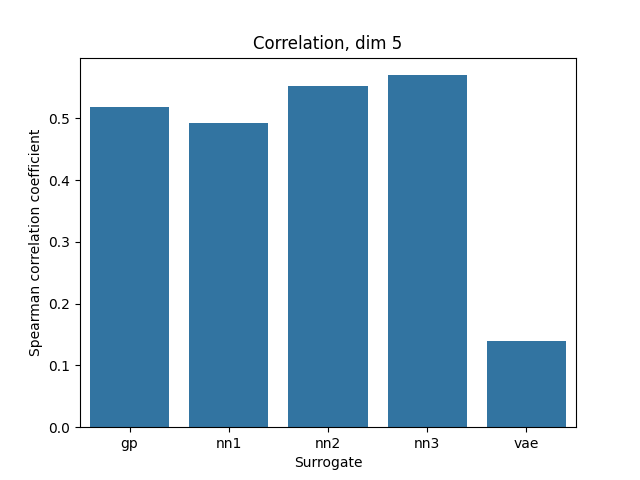 Correlation, dim 5
Spearman correlation coefficient
0.5
0.4
0.3
0.2
0.1
0.0
gp nn1 nn2 nn3 vae
Surrogate